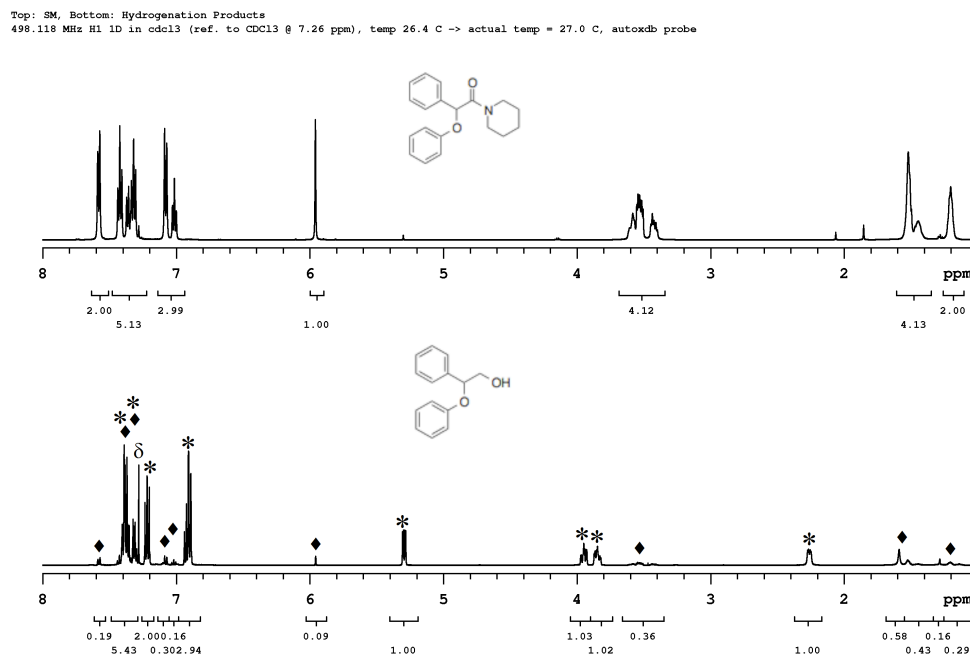 Top: SM, Bottom: Hydrogenation Products
498.118 MHz H1 1D in cdcl3 (ref. to CDCl3 @ 7.26 ppm), temp 26.4 C -> actual temp = 27.0 C, autoxdb probe
O
N
O
8 7 6 5 4 3 2 ppm
2.00 2.99 4.12 2.00
5.13 1.00 4.13
OH
O
* *
♦ ♦
δ
* *
♦ ♦ ♦ ♦ * * * ♦ * ♦ ♦
8 7 6 5 4 3 2 ppm
0.19 2.00 0.16 0.09 1.03 0.36 0.58 0.16
5.43 0.30 2.94 1.00 1.02 1.00 0.43 0.29